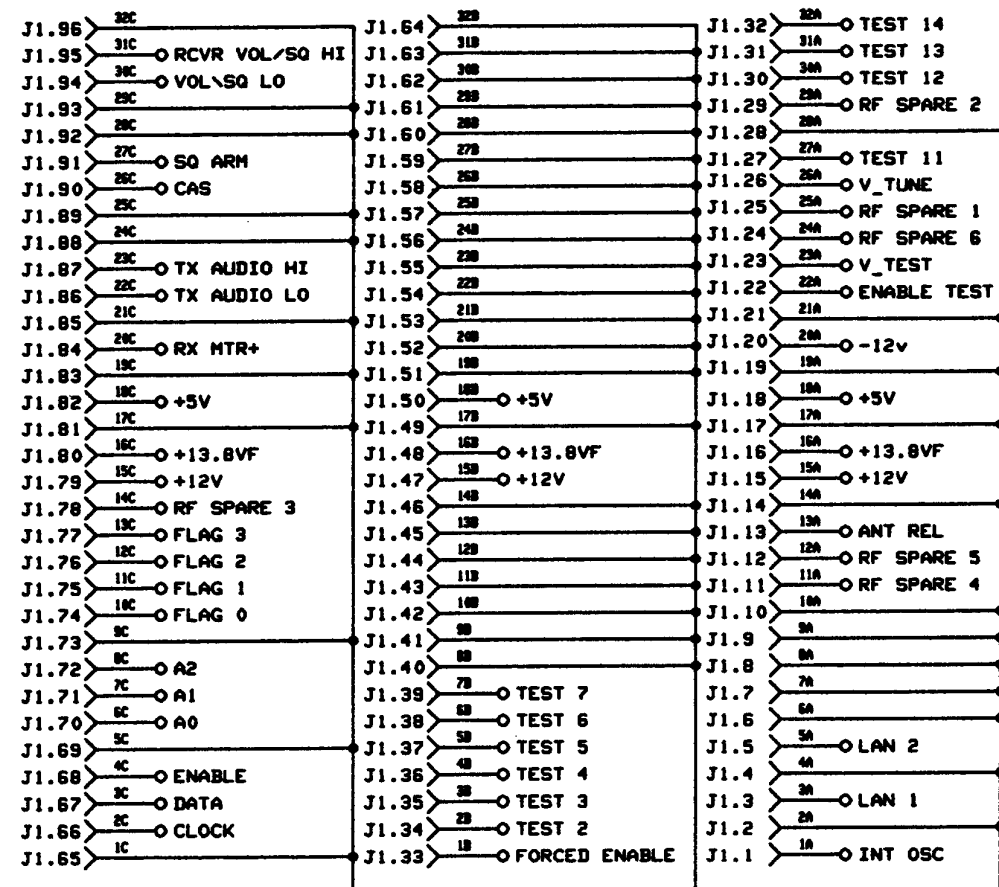 J1.96 32C
J1.95 31C RCVR VOL/SQ HI
J1.94 30C VOL\SQ LO
J1.93 29C
J1.92 28C
J1.91 27C SQ ARM
J1.90 26C CAS
J1.89 25C
J1.88 24C
J1.87 23C TX AUDIO HI
J1.86 22C TX AUDIO LO
J1.85 21C
J1.84 20C RX MTR+
J1.83 19C
J1.82 18C +5V
J1.81 17C
J1.80 16C +13.8VF
J1.79 15C +12V
J1.78 14C RF SPARE 3
J1.77 13C FLAG 3
J1.76 12C FLAG 2
J1.75 11C FLAG 1
J1.74 10C FLAG 0
J1.73 9C
J1.72 8C A2
J1.71 7C A1
J1.70 6C A0
J1.69 5C
J1.68 4C ENABLE
J1.67 3C DATA
J1.66 2C CLOCK
J1.65 1C
J1.64 32B
J1.63 31B
J1.62 30B
J1.61 29B
J1.60 28B
J1.59 27B
J1.58 26B
J1.57 25B
J1.56 24B
J1.55 23B
J1.54 22B
J1.53 21B
J1.52 20B
J1.51 19B
J1.50 18B +5V
J1.49 17B
J1.48 16B +13.8VF
J1.47 15B +12V
J1.46 14B
J1.45 13B
J1.44 12B
J1.43 11B
J1.42 10B
J1.41 9B
J1.40 8B
J1.39 7B TEST 7
J1.38 6B TEST 6
J1.37 5B TEST 5
J1.36 4B TEST 4
J1.35 3B TEST 3
J1.34 2B TEST 2
J1.33 1B FORCED ENABLE
J1.32 32A TEST 14
J1.31 31A TEST 13
J1.30 30A TEST 12
J1.29 29A RF SPARE 2
J1.28 28A
J1.27 27A TEST 11
J1.26 26A V_TUNE
J1.25 25A RF SPARE 1
J1.24 24A RF SPARE 6
J1.23 23A V_TEST
J1.22 22A ENABLE TEST
J1.21 21A
J1.20 20A -12v
J1.19 19A
J1.18 18A +5V
J1.17 17A
J1.16 16A +13.8VF
J1.15 15A +12V
J1.14 14A
J1.13 13A ANT REL
J1.12 12A RF SPARE 5
J1.11 11A RF SPARE 4
J1.10 10A
J1.9 9A
J1.8 8A
J1.7 7A
J1.6 6A
J1.5 5A LAN 2
J1.4 4A
J1.3 3A LAN 1
J1.2 2A
J1.1 1A INT OSC